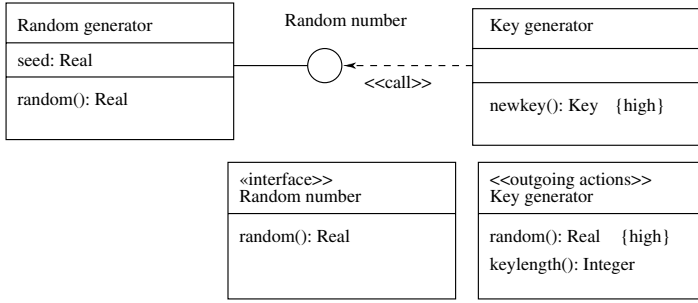 Random generator
seed: Real
random(): Real
Random number
<<call>>
Key generator
newkey(): Key {high}
«interface>>
Random number
random(): Real
<<outgoing actions>>
Key generator
random(): Real {high}
keylength(): Integer